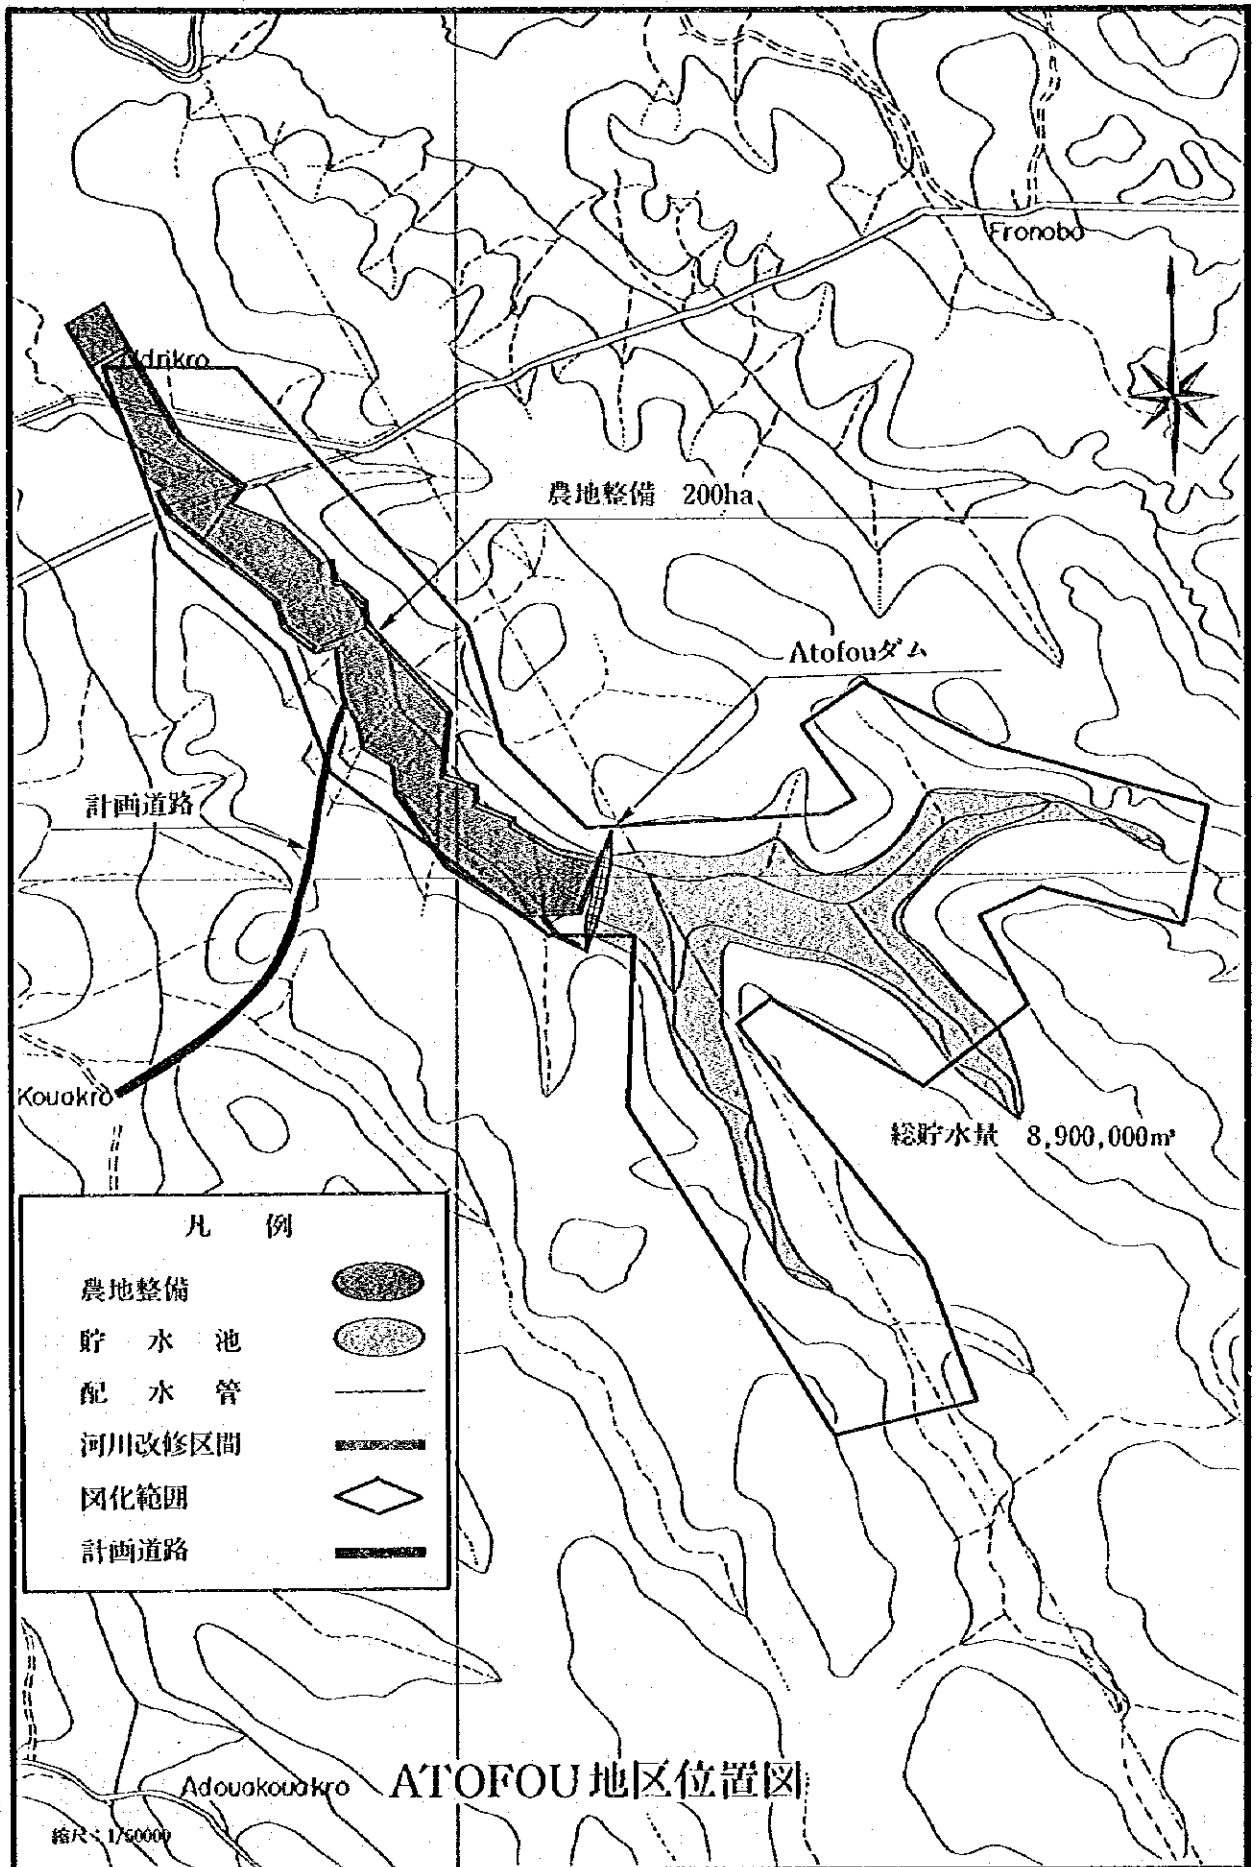 Fronobo
農地整備 200ha
Atofouダム
計画道路
Kouakro
総貯水量 8,900,000m³
凡例
農地整備
貯水池
配水管
河川改修区間
図化範囲
計画道路
Adouakouakro
ATOFOU地区位置図
縮尺：1/50000